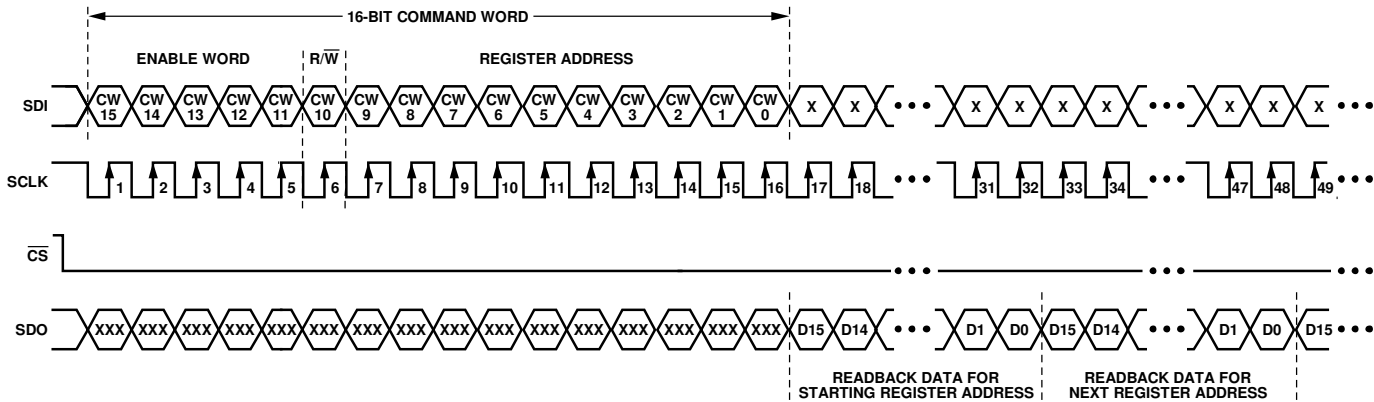 16-BIT COMMAND WORD
ENABLE WORD R/W REGISTER ADDRESS
SDI CW 15 CW 14 CW 13 CW 12 CW 11 CW 10 CW 9 CW 8 CW 7 CW 6 CW 5 CW 4 CW 3 CW 2 CW 1 CW 0 X X X X X X X X X
SCLK 1 2 3 4 5 6 7 8 9 10 11 12 13 14 15 16 17 18 31 32 33 34 47 48 49
CS
SDO XXX XXX XXX XXX XXX XXX XXX XXX XXX XXX XXX XXX XXX XXX XXX XXX D15 D14 D1 D0 D15 D14 D1 D0 D15
READBACK DATA FOR
STARTING REGISTER ADDRESS
READBACK DATA FOR
NEXT REGISTER ADDRESS